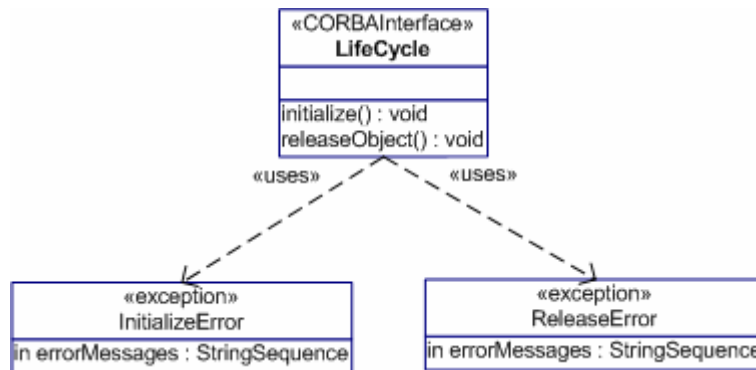 «CORBAInterface»
LifeCycle
initialize() : void
releaseObject() : void
«uses»
«uses»
«exception»
InitializeError
in errorMessages : StringSequence
«exception»
ReleaseError
in errorMessages : StringSequence